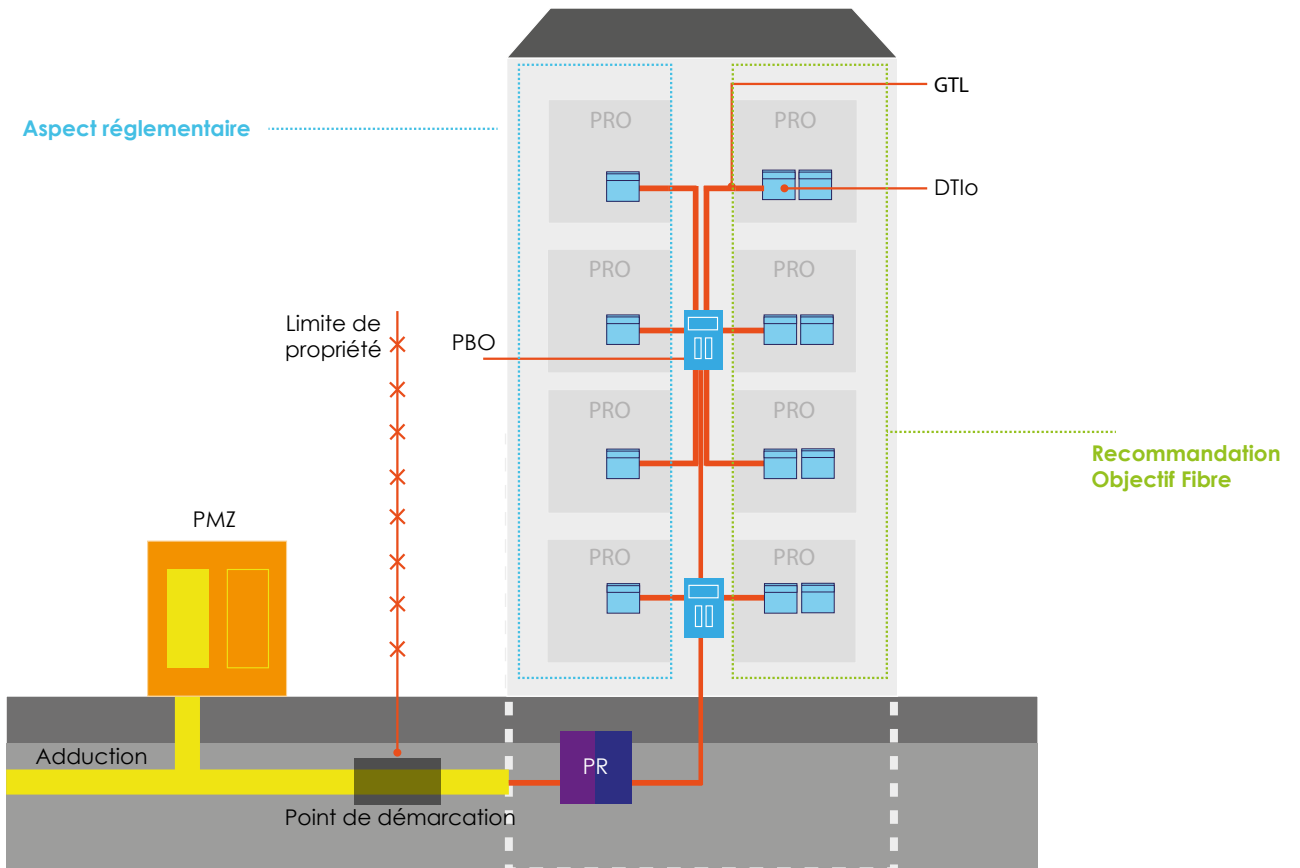 GTL
PRO PRO
Aspect réglementaire
DTIo
PRO PRO
Limite de
propriété
PBO
PRO PRO
Recommandation
Objectif Fibre
PMZ
PRO PRO
Adduction
PR
Point de démarcation